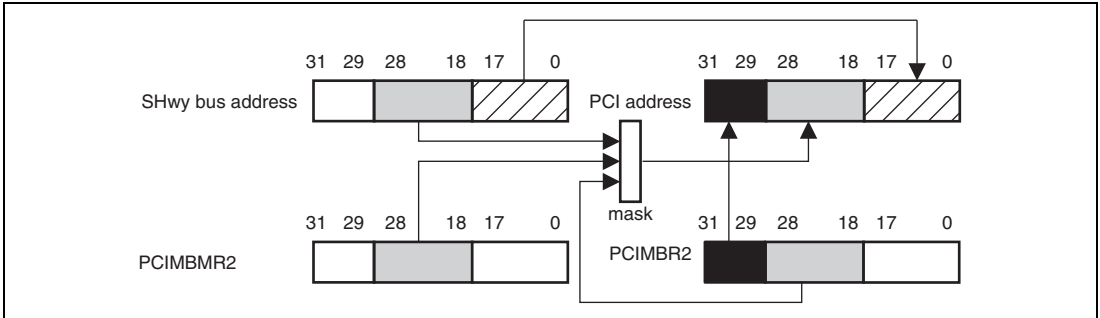 31 29 28 18 17 0 31 29 28 18 17 0
SHwy bus address PCI address
mask
31 29 28 18 17 0 31 29 28 18 17 0
PCIMBMR2 PCIMBR2